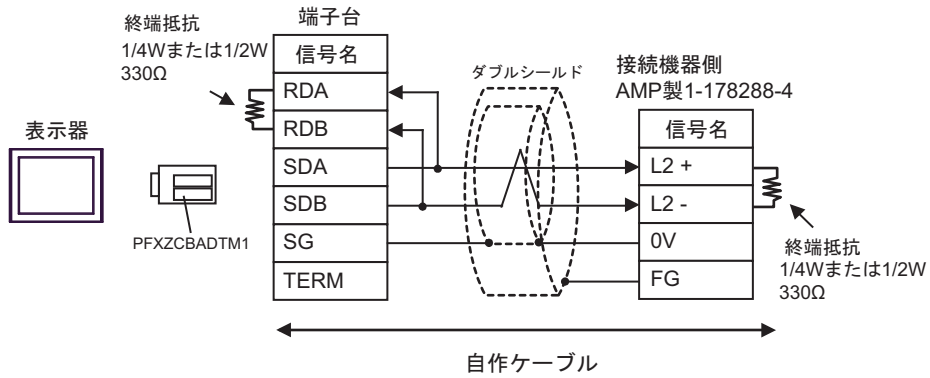 終端抵抗
1/4Wまたは1/2W
330Ω
端子台
信号名
RDA
RDB
SDA
SDB
SG
TERM
表示器
PFXZCBADTM1
ダブルシールド
接続機器側
AMP製1-178288-4
信号名
L2 +
L2 -
0V
FG
終端抵抗
1/4Wまたは1/2W
330Ω
自作ケーブル